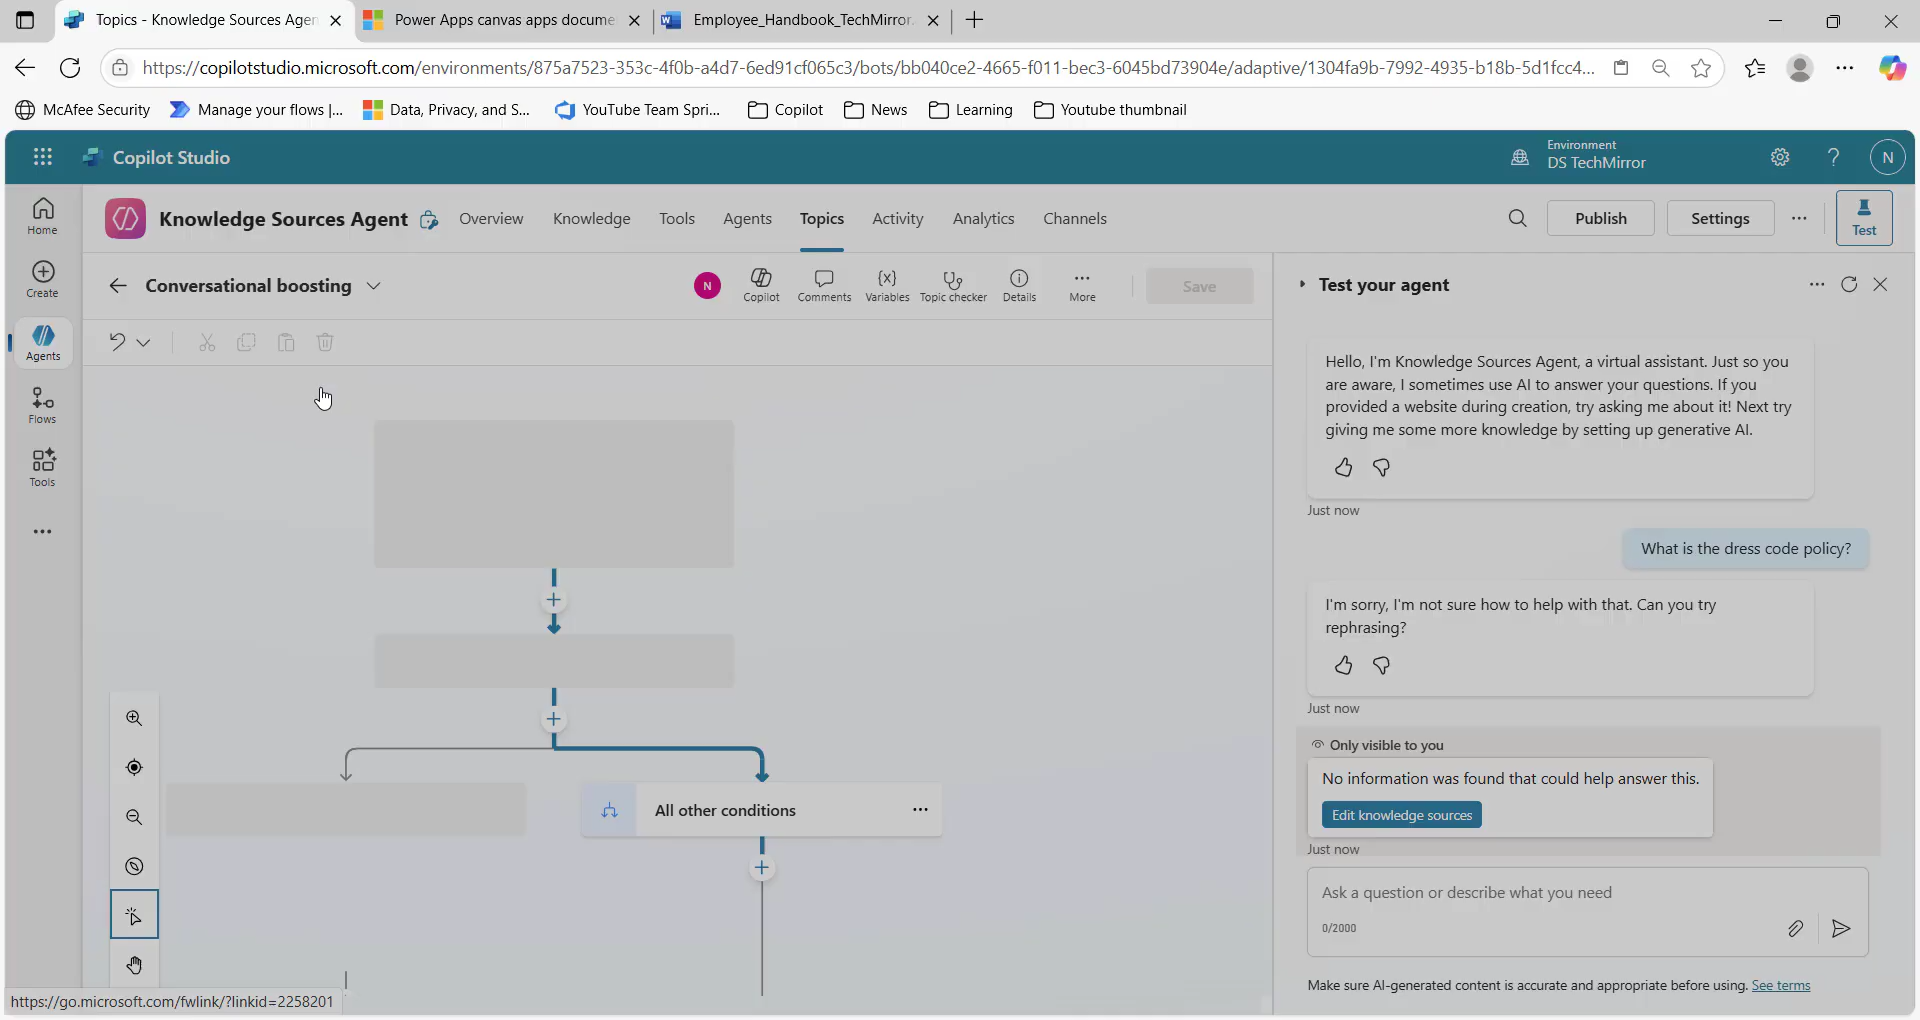 Topics - Knowledge Sources Agen
Power Apps canvas apps docume
Employee_Handbook_TechMirror.
https://copilotstudio.microsoft.com/environments/875a7523-353c-4f0b-a4d7-6ed91cf065c3/bots/bb040ce2-4665-f011-bec3-6045bd73904e/adaptive/1304fa9b-7992-4935-b18b-5d1fcc4...
McAfee Security
Manage your flows |...
Data, Privacy, and S...
YouTube Team Spri...
Copilot
News
Learning
Youtube thumbnail
Copilot Studio
Environment
DS TechMirror
N
Home
Create
Agents
Flows
Tools
Knowledge Sources Agent
Overview
Knowledge
Tools
Agents
Topics
Activity
Analytics
Channels
Publish
Settings
Test
Conversational boosting
N
Copilot
Comments
{x}
Variables
Topic checker
Details
More
Save
All other conditions
Test your agent
Hello, I'm Knowledge Sources Agent, a virtual assistant. Just so you
are aware, I sometimes use AI to answer your questions. If you
provided a website during creation, try asking me about it! Next try
giving me some more knowledge by setting up generative AI.
Just now
What is the dress code policy?
I'm sorry, I'm not sure how to help with that. Can you try
rephrasing?
Just now
Only visible to you
No information was found that could help answer this.
Edit knowledge sources
Just now
Ask a question or describe what you need
0/2000
Make sure AI-generated content is accurate and appropriate before using. See terms
https://go.microsoft.com/fwlink/?linkid=2258201